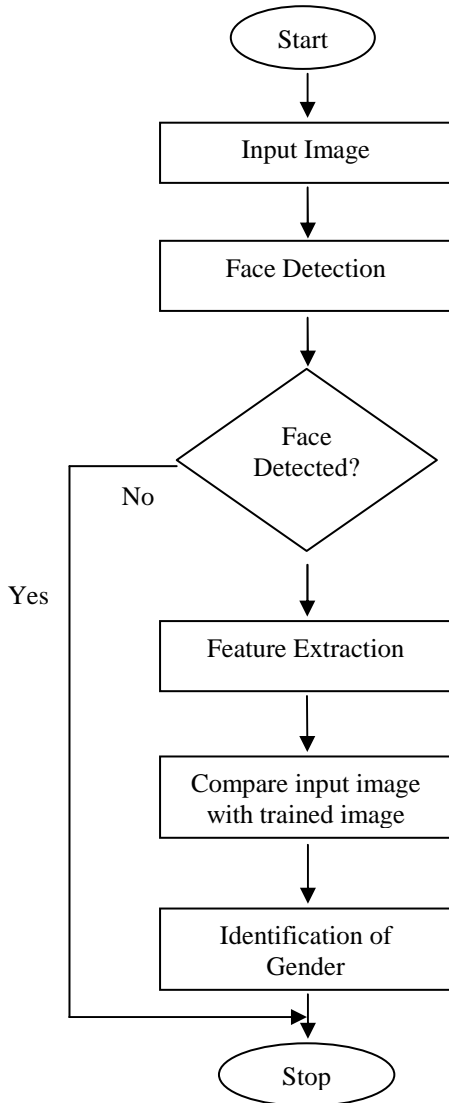 Start
Input Image
Face Detection
Face
Detected?
No
Yes
Feature Extraction
Compare input image
with trained image
Identification of
Gender
Stop